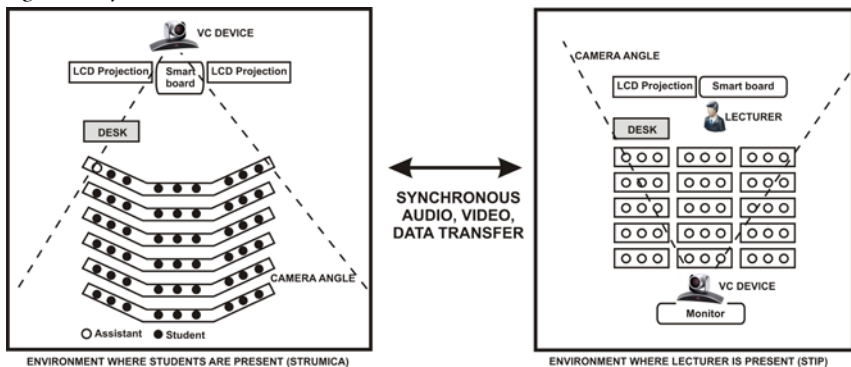 VC DEVICE
LCD Projection
Smart board
LCD Projection
DESK
CAMERA ANGLE
Assistant
Student
ENVIRONMENT WHERE STUDENTS ARE PRESENT (STRUMICA)
SYNCHRONOUS
AUDIO, VIDEO,
DATA TRANSFER
CAMERA ANGLE
LCD Projection
Smart board
LECTURER
DESK
VC DEVICE
Monitor
ENVIRONMENT WHERE LECTURER IS PRESENT (STIP)